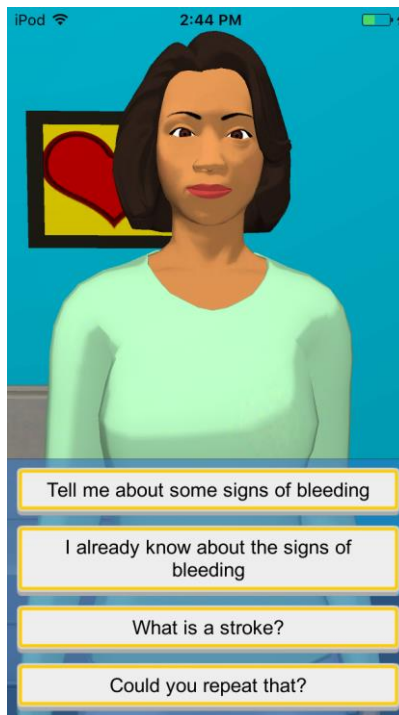 iPod 2:44 PM
Tell me about some signs of bleeding
I already know about the signs of
bleeding
What is a stroke?
Could you repeat that?